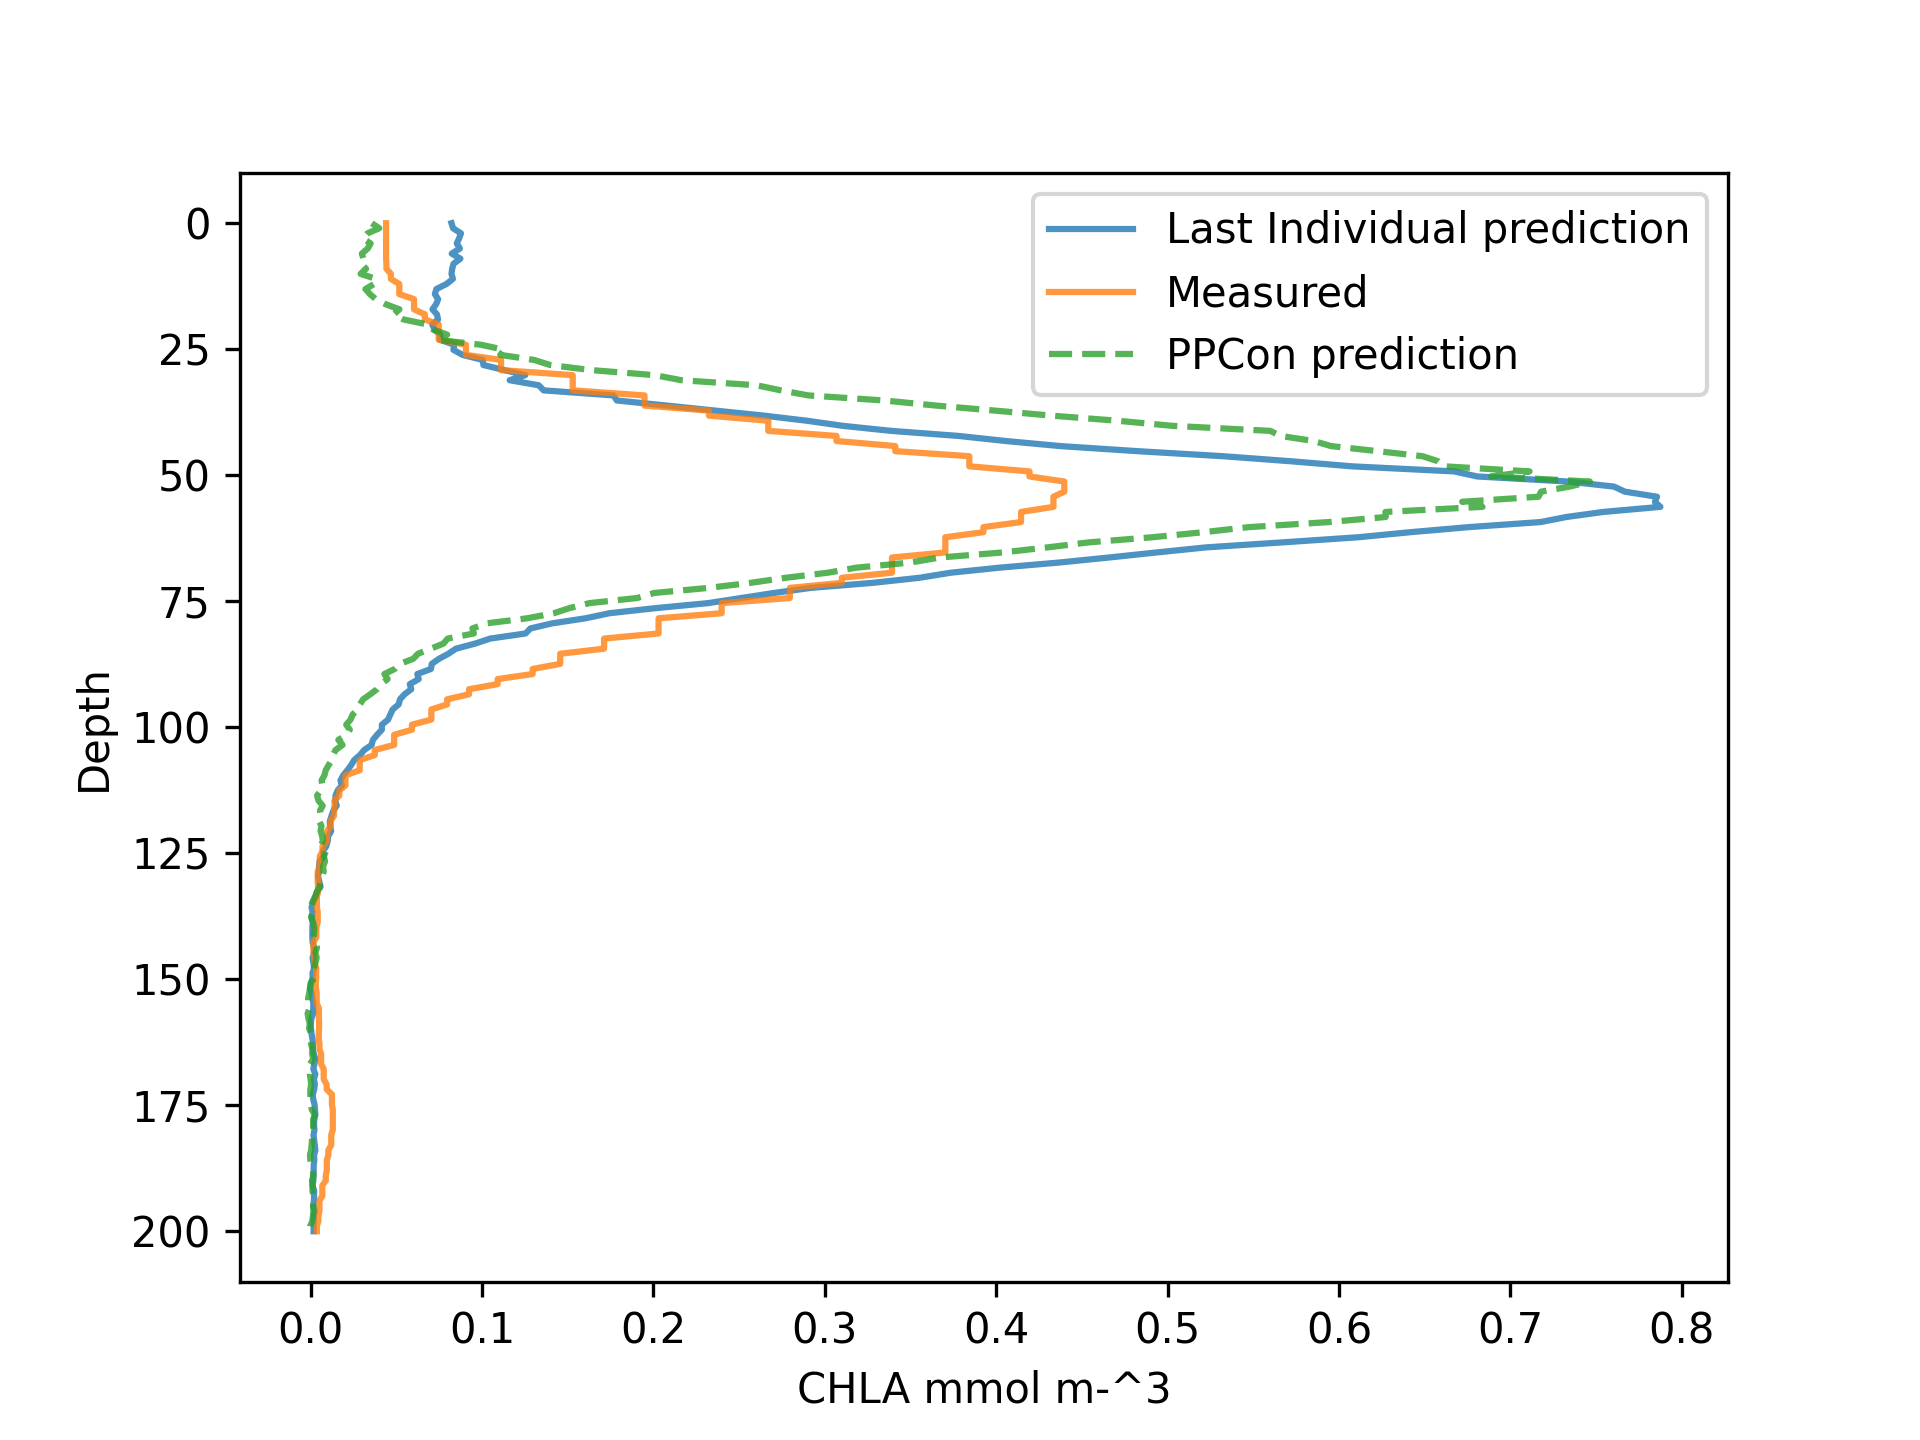 Last Individual prediction
Measured
PPCon prediction
0
25
50
75
100
125
150
175
200
Depth
0.0 0.1 0.2 0.3 0.4 0.5 0.6 0.7 0.8
CHLA mmol m-^3